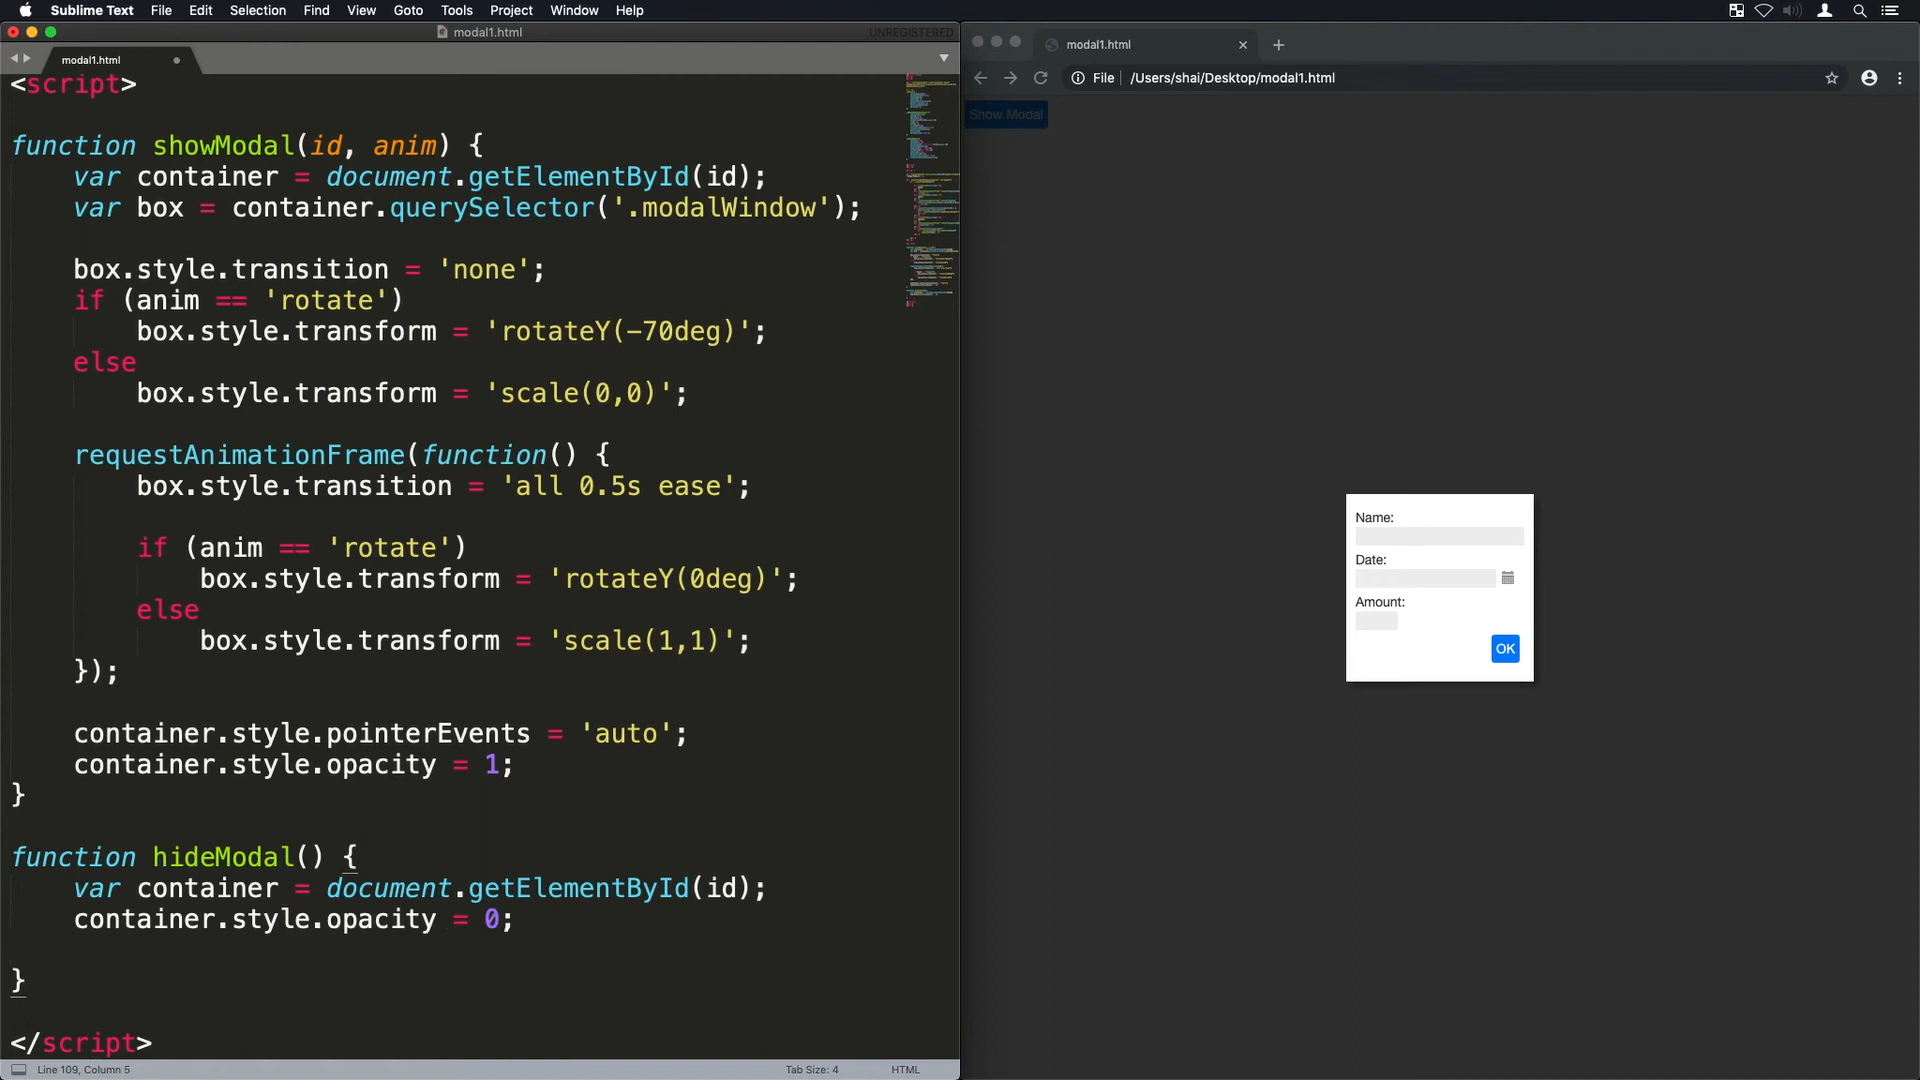 Sublime Text File Edit Selection Find View Goto Tools Project Window Help
modal1.html UNREGISTERED
modal1.html
<script>
function showModal(id, anim) {
var container = document.getElementById(id);
var box = container.querySelector('.modalWindow');
box.style.transition = 'none';
if (anim == 'rotate')
box.style.transform = 'rotateY(-70deg)';
else
box.style.transform = 'scale(0,0)';
requestAnimationFrame(function() {
box.style.transition = 'all 0.5s ease';
if (anim == 'rotate')
box.style.transform = 'rotateY(0deg)';
else
box.style.transform = 'scale(1,1)';
});
container.style.pointerEvents = 'auto';
container.style.opacity = 1;
}
function hideModal() {
var container = document.getElementById(id);
container.style.opacity = 0;
}
</script>
Line 109, Column 5 Tab Size: 4 HTML
modal1.html
File /Users/shai/Desktop/modal1.html
Show Modal
Name:
Date:
Amount:
OK